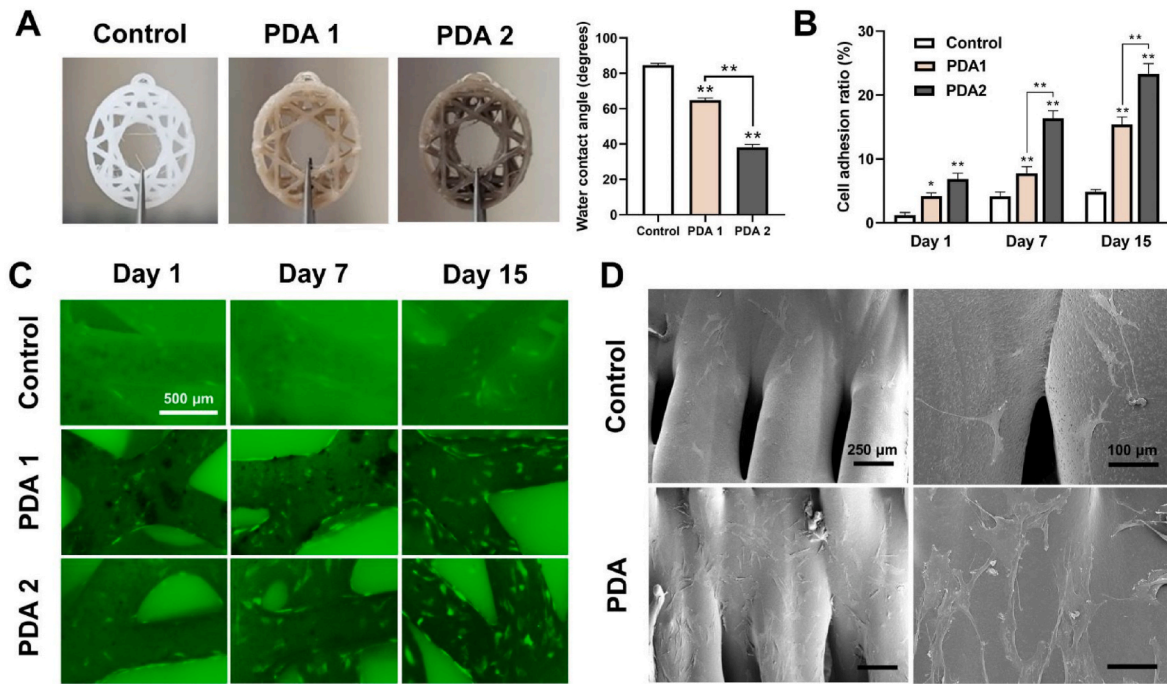 A
Control
PDA 1
PDA 2
Water contact angle (degrees)
100
80
60
40
20
0
**
**
**
Control
PDA 1
PDA 2
B
Cell adhesion ratio (%)
30
20
10
0
Control
PDA1
PDA2
*
**
**
**
**
**
**
**
Day 1
Day 7
Day 15
C
Day 1
Day 7
Day 15
Control
500 µm
PDA 1
PDA 2
D
Control
250 µm
100 µm
PDA